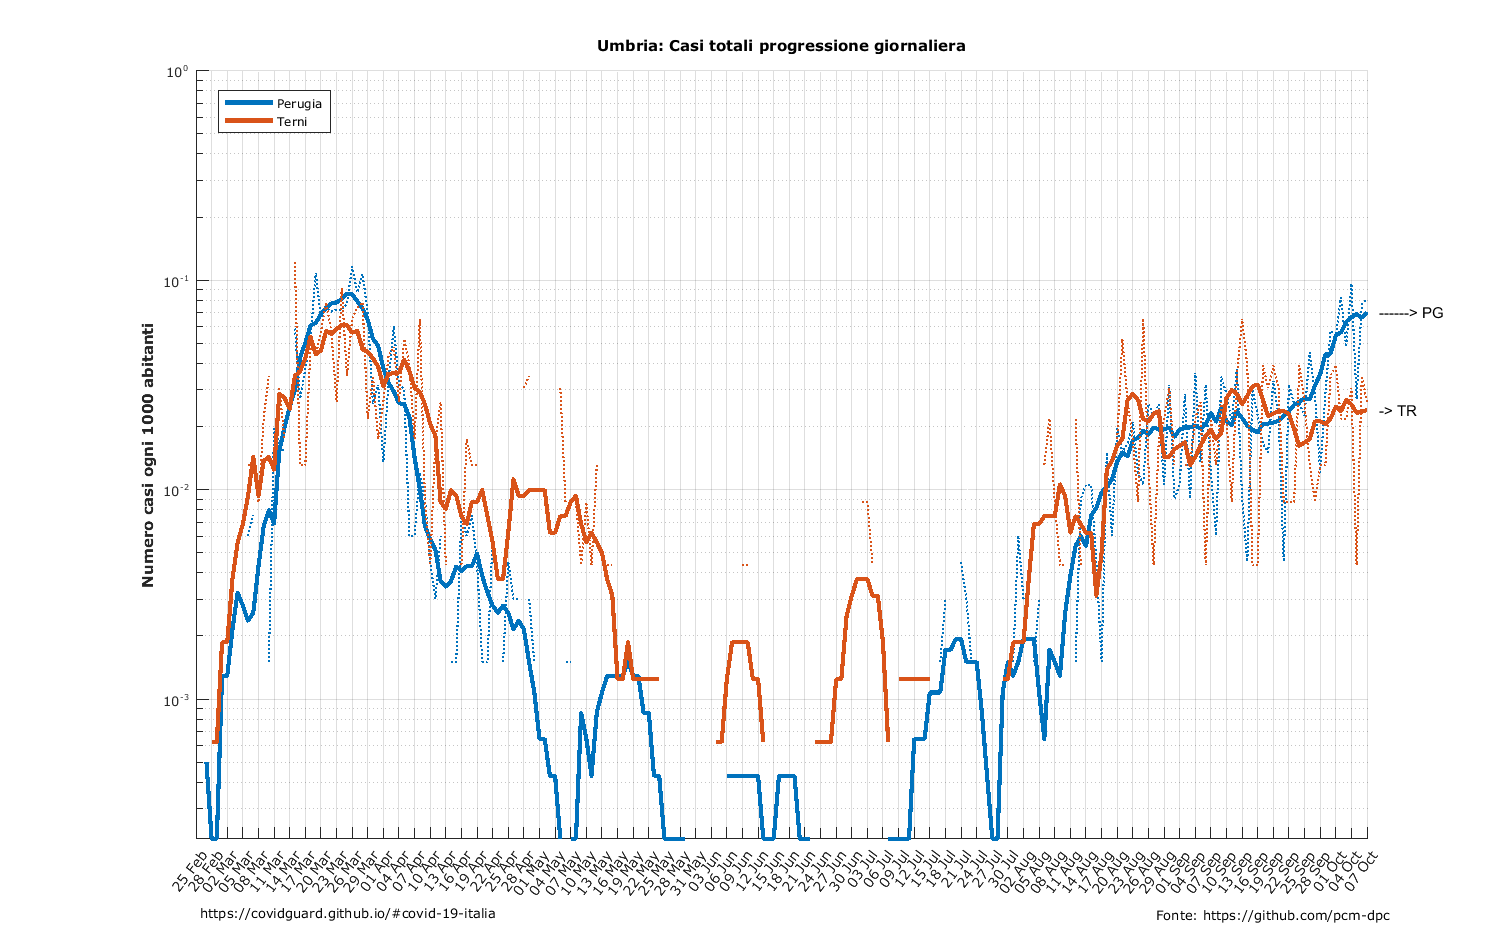 Umbria: Casi totali progressione giornaliera
10⁰
Perugia
Terni
10⁻¹
------> PG
-> TR
10⁻²
10⁻³
Numero casi ogni 1000 abitanti
25 Feb
28 Feb
02 Mar
05 Mar
08 Mar
11 Mar
14 Mar
17 Mar
20 Mar
23 Mar
26 Mar
29 Mar
01 Apr
04 Apr
07 Apr
10 Apr
13 Apr
16 Apr
19 Apr
22 Apr
25 Apr
28 Apr
01 May
04 May
07 May
10 May
13 May
16 May
19 May
22 May
25 May
28 May
31 May
03 Jun
06 Jun
09 Jun
12 Jun
15 Jun
18 Jun
21 Jun
24 Jun
27 Jun
30 Jun
03 Jul
06 Jul
09 Jul
12 Jul
15 Jul
18 Jul
21 Jul
24 Jul
27 Jul
30 Jul
02 Aug
05 Aug
08 Aug
11 Aug
14 Aug
17 Aug
20 Aug
23 Aug
26 Aug
29 Aug
01 Sep
04 Sep
07 Sep
10 Sep
13 Sep
16 Sep
19 Sep
22 Sep
25 Sep
28 Sep
01 Oct
04 Oct
07 Oct
https://covidguard.github.io/#covid-19-italia
Fonte: https://github.com/pcm-dpc